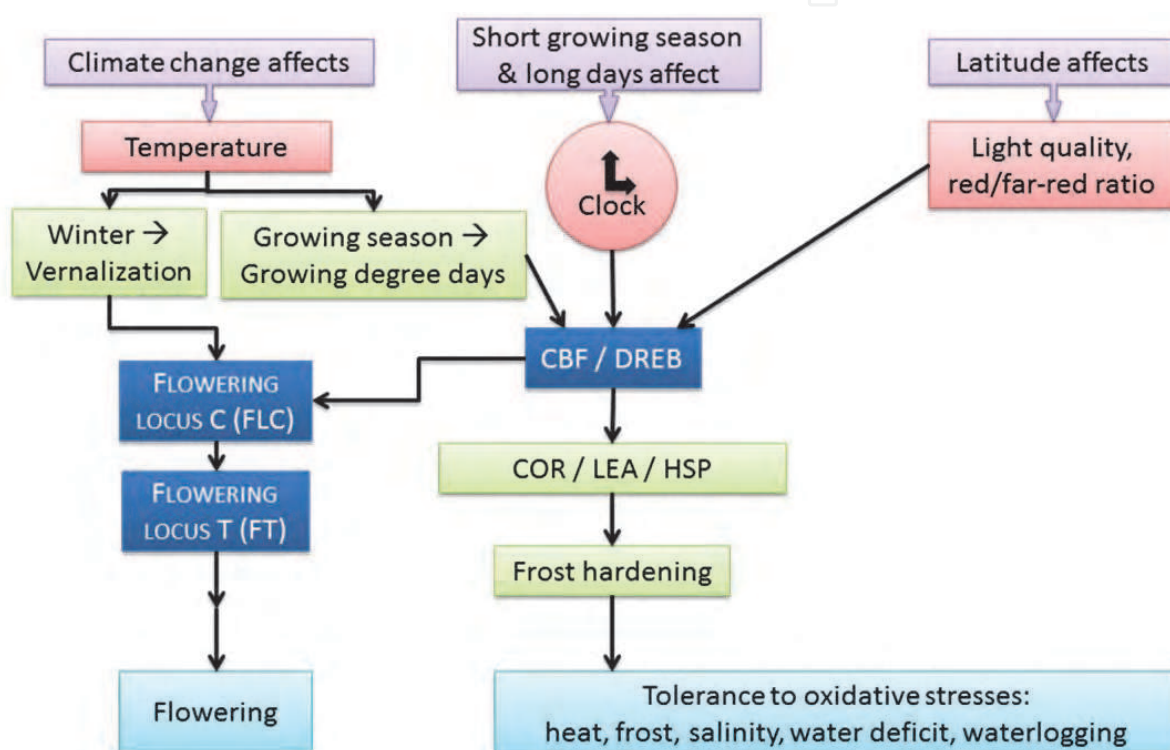 Climate change affects
Short growing season
& long days affect
Latitude affects
Temperature
Clock
Light quality,
red/far-red ratio
Winter →
Vernalization
Growing season →
Growing degree days
CBF / DREB
FLOWERING
LOCUS C (FLC)
COR / LEA / HSP
FLOWERING
LOCUS T (FT)
Frost hardening
Flowering
Tolerance to oxidative stresses:
heat, frost, salinity, water deficit, waterlogging